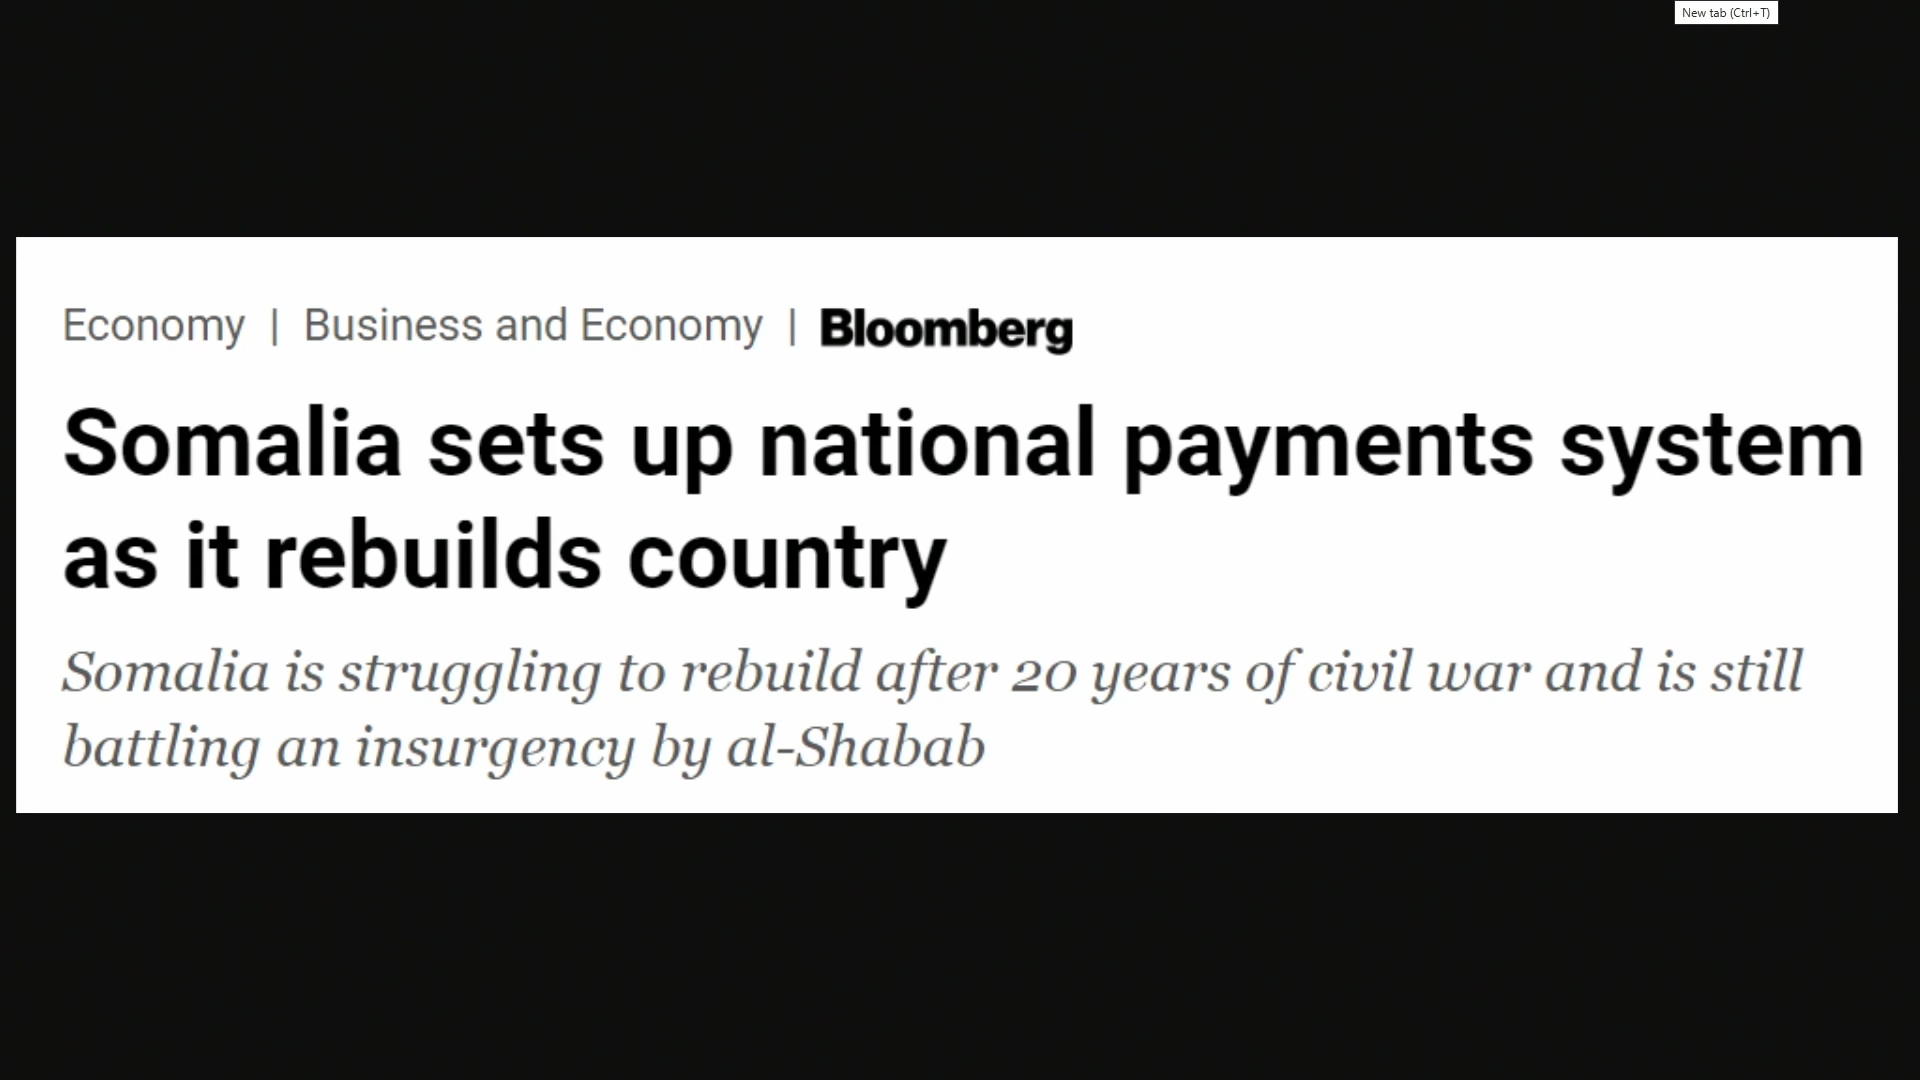 New tab (Ctrl+T)
Economy | Business and Economy | Bloomberg
Somalia sets up national payments system
as it rebuilds country
Somalia is struggling to rebuild after 20 years of civil war and is still
battling an insurgency by al-Shabab